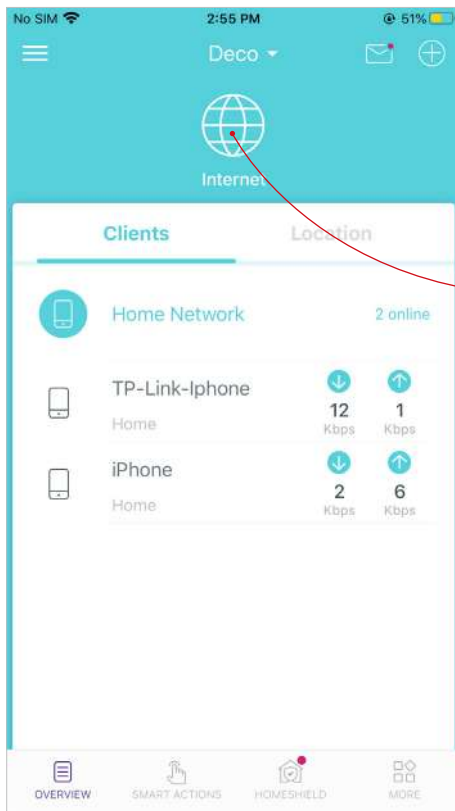 No SIM 2:55 PM 51%
Deco
Internet
Clients Location
Home Network 2 online
TP-Link-Iphone
Home
12 1
Kbps Kbps
iPhone
Home
2 6
Kbps Kbps
OVERVIEW SMART ACTIONS HOMESHIELD MORE